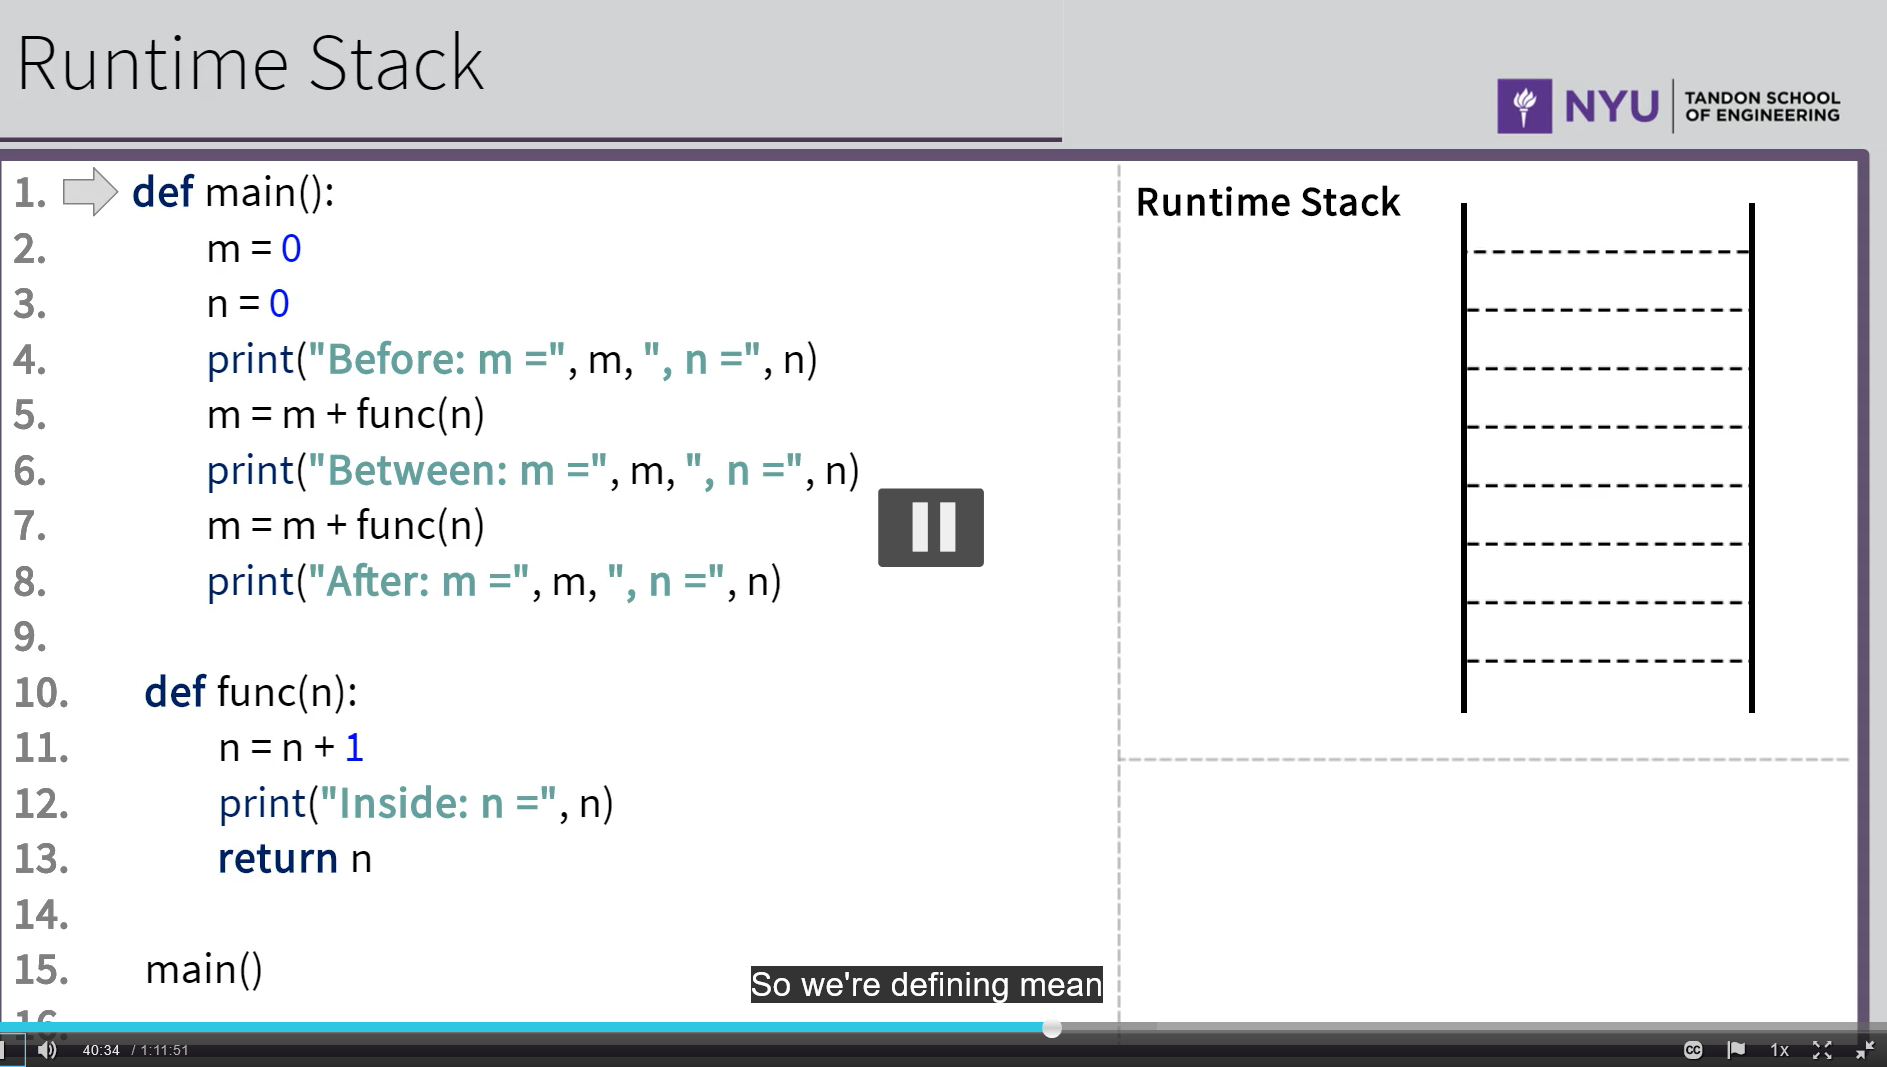 Runtime Stack
NYU
TANDON SCHOOL
OF ENGINEERING
1. def main():
2. m = 0
3. n = 0
4. print("Before: m =", m, ", n =", n)
5. m = m + func(n)
6. print("Between: m =", m, ", n =", n)
7. m = m + func(n)
8. print("After: m =", m, ", n =", n)
9.
10. def func(n):
11. n = n + 1
12. print("Inside: n =", n)
13. return n
14.
15. main()
16.
Runtime Stack
So we're defining mean
40:34 / 1:11:51
CC
1x